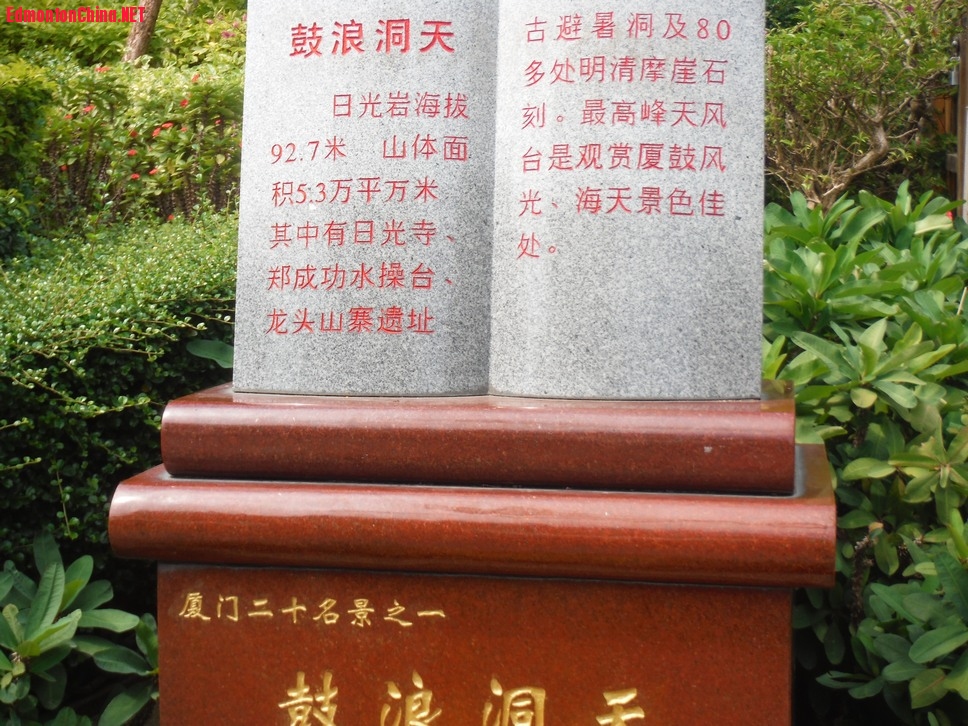 EdmontonChina.NET
鼓浪洞天
日光岩海拔
92.7米 山体面
积5.3万平万米
其中有日光寺、
郑成功水操台、
龙头山寨遗址
古避暑洞及80
多处明清摩崖石
刻。最高峰天风
台是观赏厦鼓风
光、海天景色佳
处。
厦门二十名景之一
鼓浪洞天